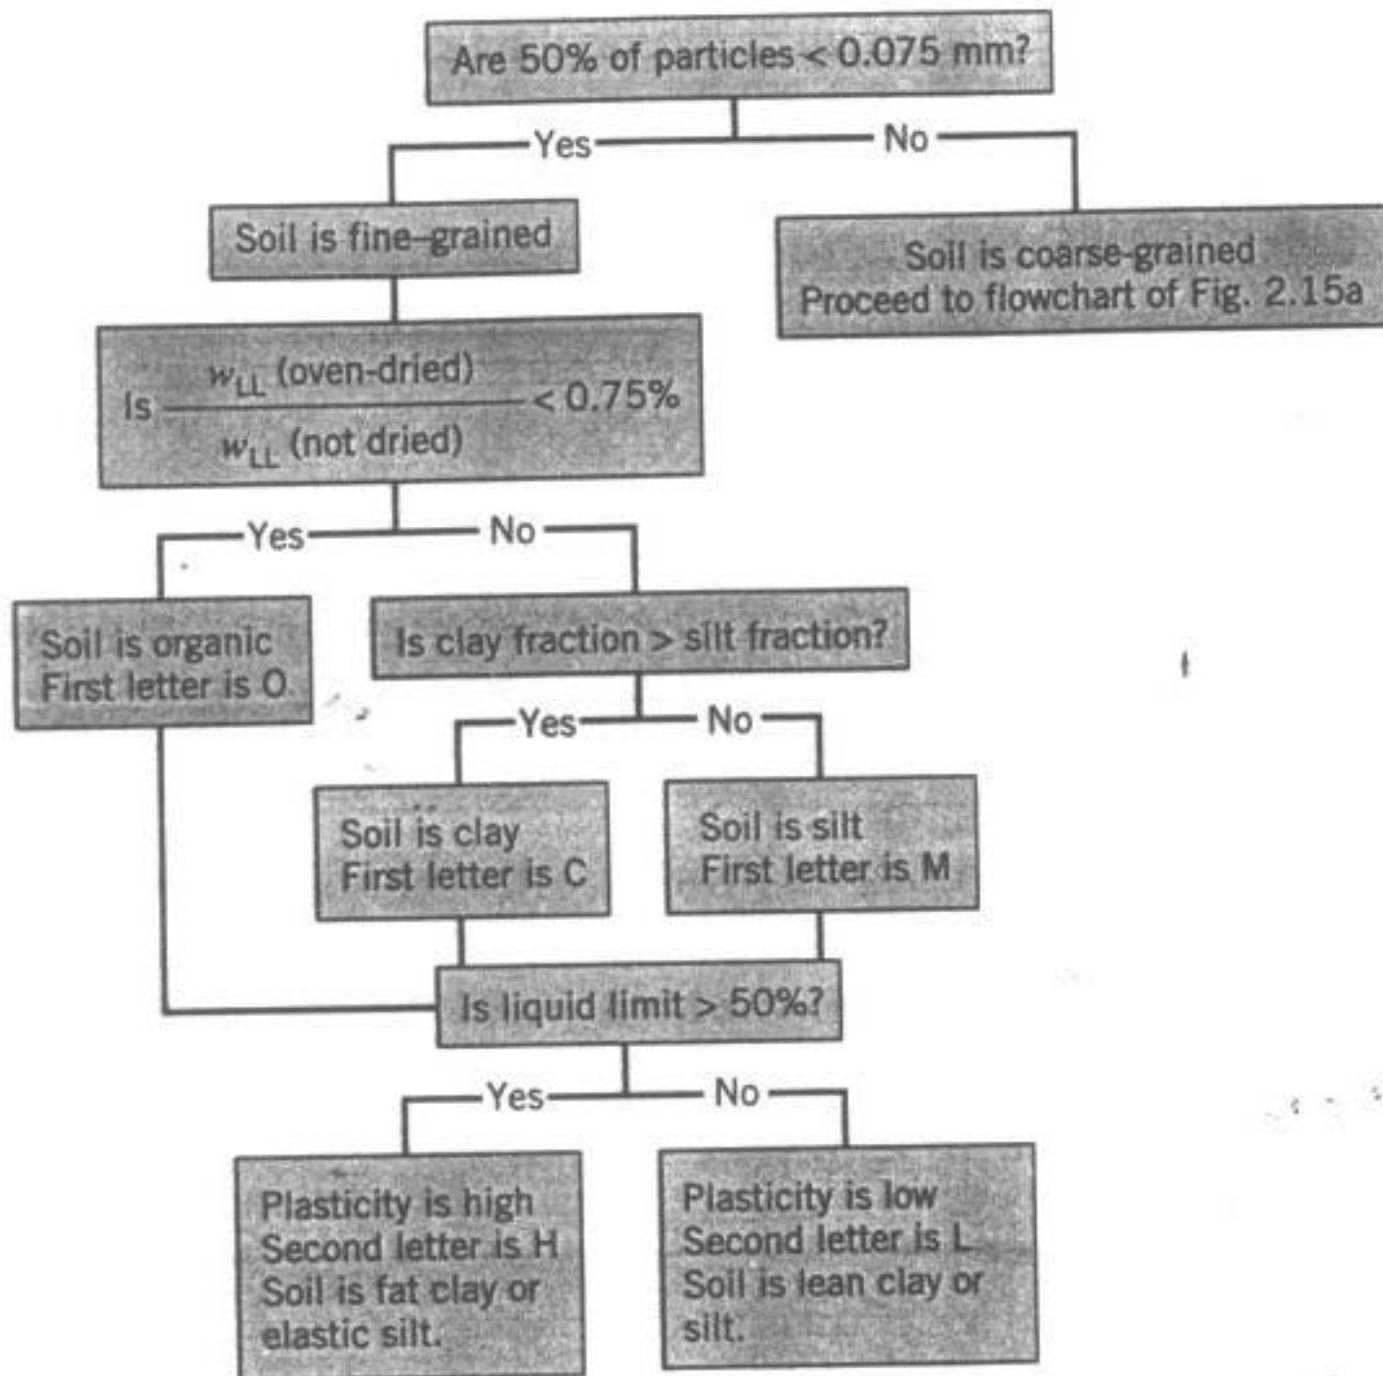 Are 50% of particles < 0.075 mm?
Yes
No
Soil is fine–grained
Soil is coarse-grained
Proceed to flowchart of Fig. 2.15a
Is w_LL (oven-dried) / w_LL (not dried) < 0.75%
Yes
No
Soil is organic
First letter is O
Is clay fraction > silt fraction?
Yes
No
Soil is clay
First letter is C
Soil is silt
First letter is M
Is liquid limit > 50%?
Yes
No
Plasticity is high
Second letter is H
Soil is fat clay or
elastic silt.
Plasticity is low
Second letter is L
Soil is lean clay or
silt.